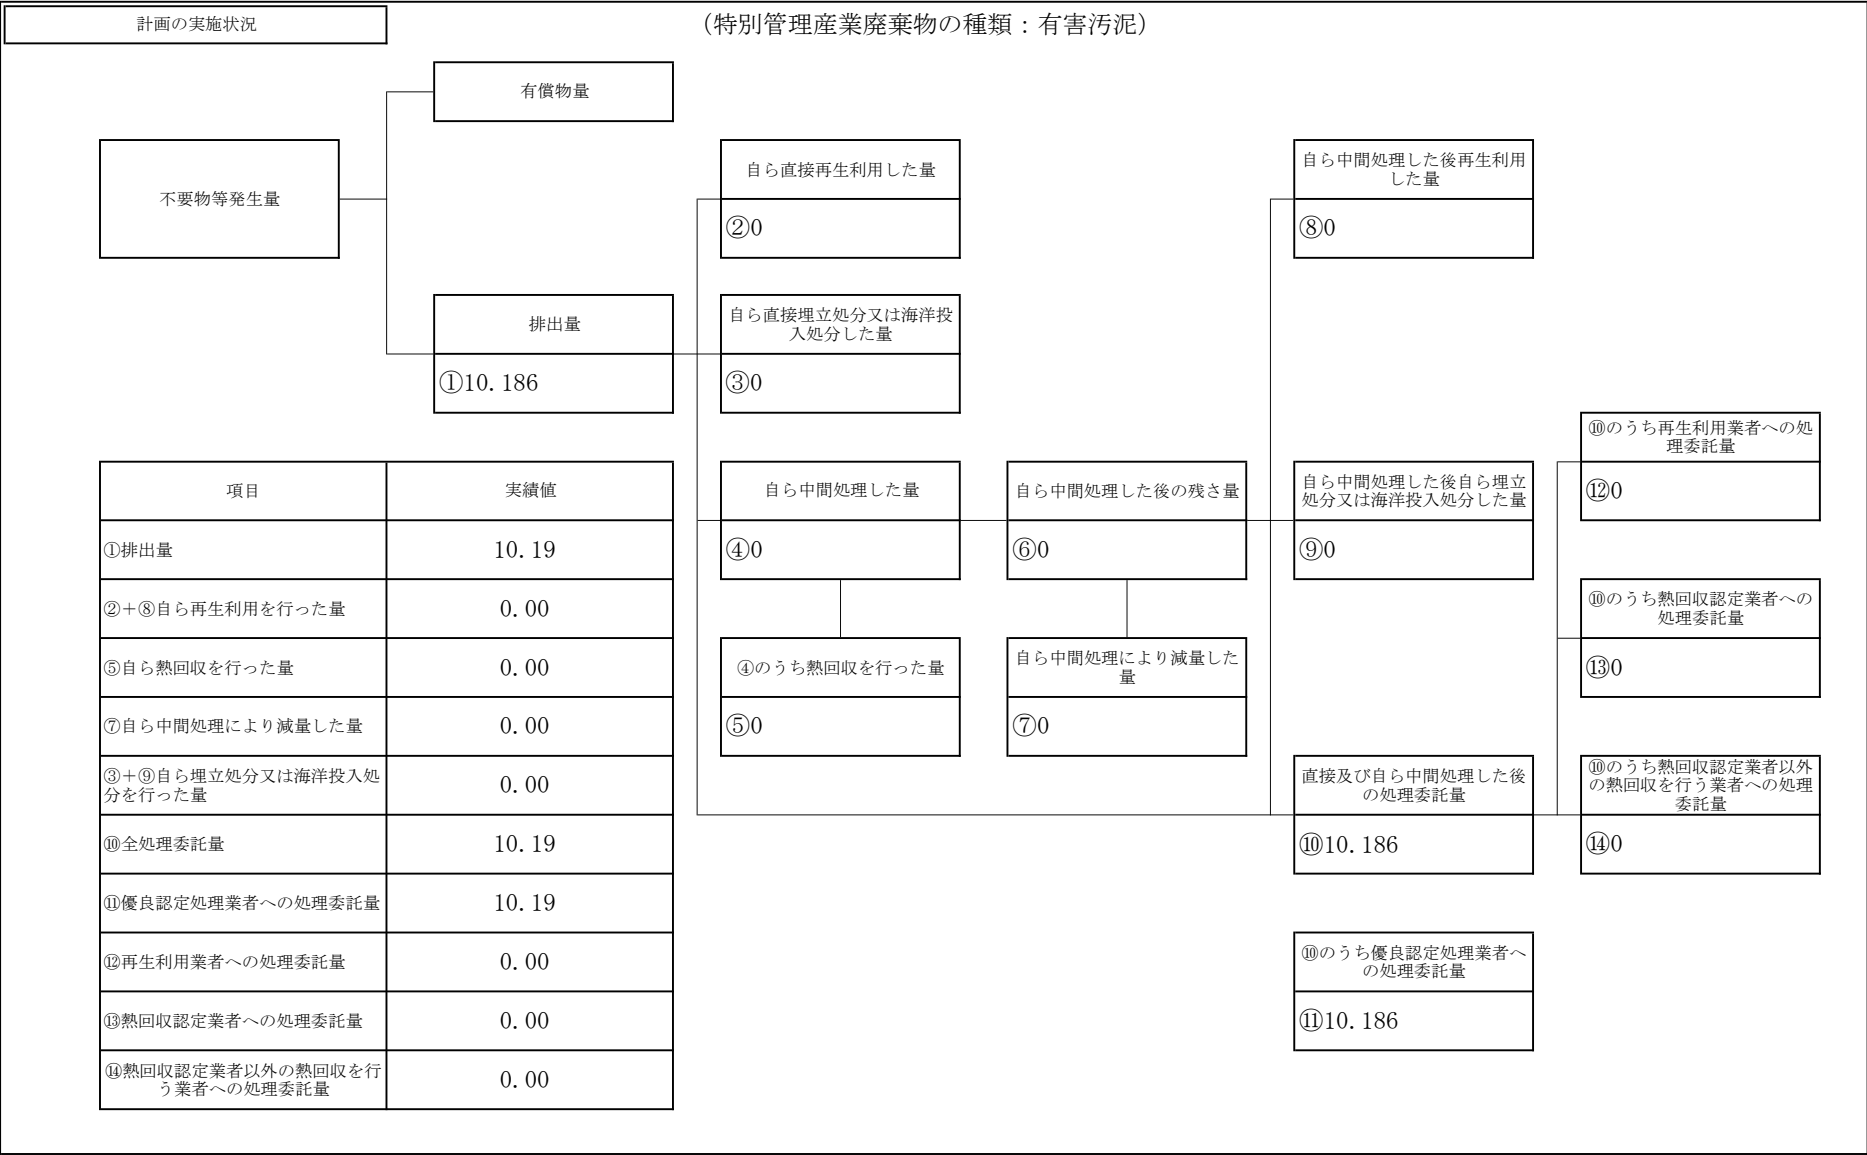 計画の実施状況
（特別管理産業廃棄物の種類：有害汚泥）
有償物量
不要物等発生量
排出量
①10.186
自ら直接再生利用した量
②0
自ら直接埋立処分又は海洋投
入処分した量
③0
自ら中間処理した後再生利用
した量
⑧0
自ら中間処理した量
④0
④のうち熱回収を行った量
⑤0
自ら中間処理した後の残さ量
⑥0
自ら中間処理により減量した
量
⑦0
自ら中間処理した後自ら埋立
処分又は海洋投入処分した量
⑨0
直接及び自ら中間処理した後
の処理委託量
⑩10.186
⑩のうち優良認定処理業者へ
の処理委託量
⑪10.186
⑩のうち再生利用業者への処
理委託量
⑫0
⑩のうち熱回収認定業者への
処理委託量
⑬0
⑩のうち熱回収認定業者以外
の熱回収を行う業者への処理
委託量
⑭0
項目 実績値
①排出量 10.19
②＋⑧自ら再生利用を行った量 0.00
⑤自ら熱回収を行った量 0.00
⑦自ら中間処理により減量した量 0.00
③＋⑨自ら埋立処分又は海洋投入処
分を行った量 0.00
⑩全処理委託量 10.19
⑪優良認定処理業者への処理委託量 10.19
⑫再生利用業者への処理委託量 0.00
⑬熱回収認定業者への処理委託量 0.00
⑭熱回収認定業者以外の熱回収を行
う業者への処理委託量 0.00